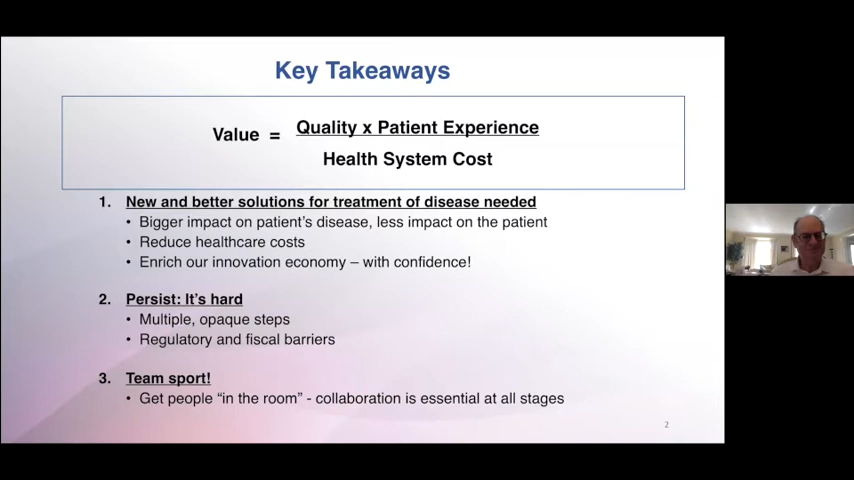 Key Takeaways
Value = Quality x Patient Experience
Health System Cost
1. New and better solutions for treatment of disease needed
• Bigger impact on patient's disease, less impact on the patient
• Reduce healthcare costs
• Enrich our innovation economy – with confidence!
2. Persist: It's hard
• Multiple, opaque steps
• Regulatory and fiscal barriers
3. Team sport!
• Get people “in the room” - collaboration is essential at all stages
2